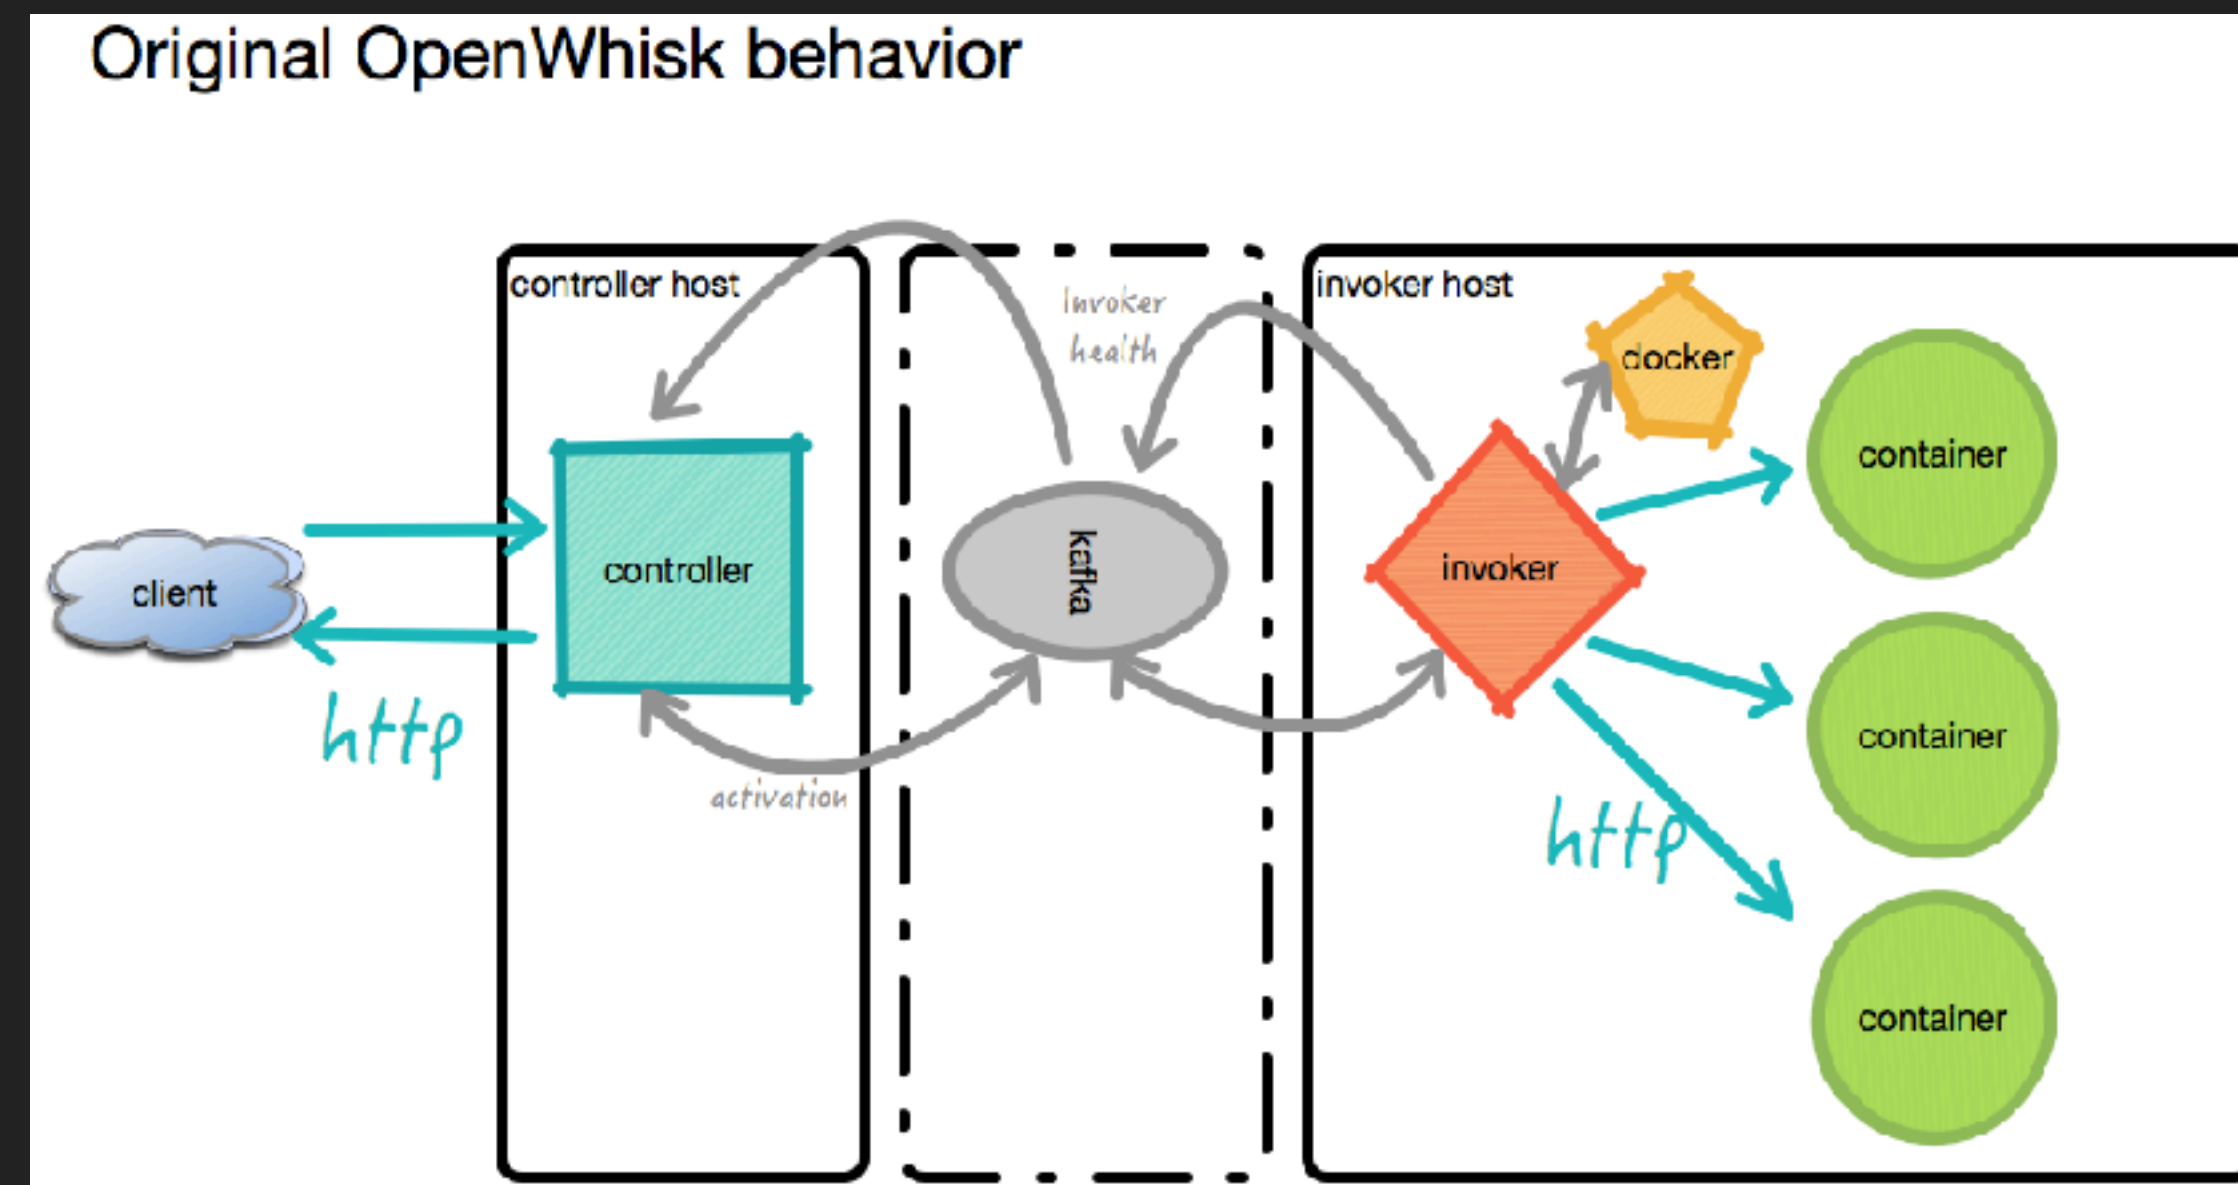 Original OpenWhisk behavior
controller host
Invoker
health
invoker host
docker
container
client
controller
kafka
invoker
http
activation
container
http
container